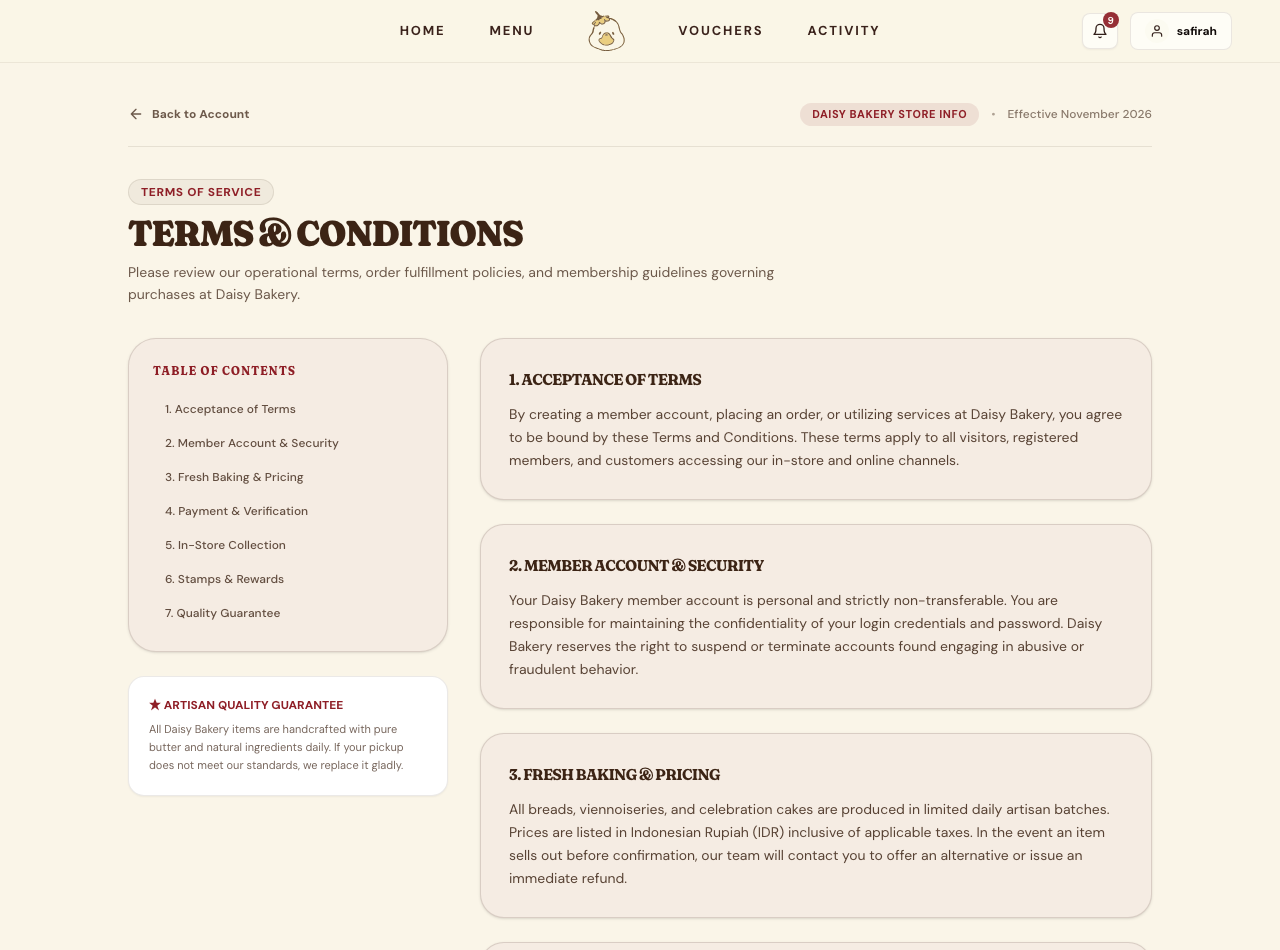 HOME
MENU
VOUCHERS
ACTIVITY
9
safirah
Back to Account
DAISY BAKERY STORE INFO
•
Effective November 2026
TERMS OF SERVICE
TERMS & CONDITIONS
Please review our operational terms, order fulfillment policies, and membership guidelines governing
purchases at Daisy Bakery.
TABLE OF CONTENTS
1. Acceptance of Terms
2. Member Account & Security
3. Fresh Baking & Pricing
4. Payment & Verification
5. In-Store Collection
6. Stamps & Rewards
7. Quality Guarantee
★ ARTISAN QUALITY GUARANTEE
All Daisy Bakery items are handcrafted with pure
butter and natural ingredients daily. If your pickup
does not meet our standards, we replace it gladly.
1. ACCEPTANCE OF TERMS
By creating a member account, placing an order, or utilizing services at Daisy Bakery, you agree
to be bound by these Terms and Conditions. These terms apply to all visitors, registered
members, and customers accessing our in-store and online channels.
2. MEMBER ACCOUNT & SECURITY
Your Daisy Bakery member account is personal and strictly non-transferable. You are
responsible for maintaining the confidentiality of your login credentials and password. Daisy
Bakery reserves the right to suspend or terminate accounts found engaging in abusive or
fraudulent behavior.
3. FRESH BAKING & PRICING
All breads, viennoiseries, and celebration cakes are produced in limited daily artisan batches.
Prices are listed in Indonesian Rupiah (IDR) inclusive of applicable taxes. In the event an item
sells out before confirmation, our team will contact you to offer an alternative or issue an
immediate refund.